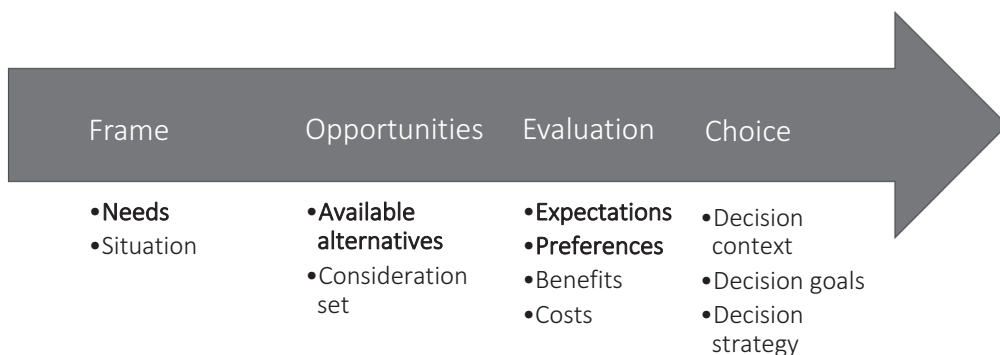 Frame
Opportunities
Evaluation
Choice
•Needs
•Situation
•Available
alternatives
•Consideration
set
•Expectations
•Preferences
•Benefits
•Costs
•Decision
context
•Decision goals
•Decision
strategy